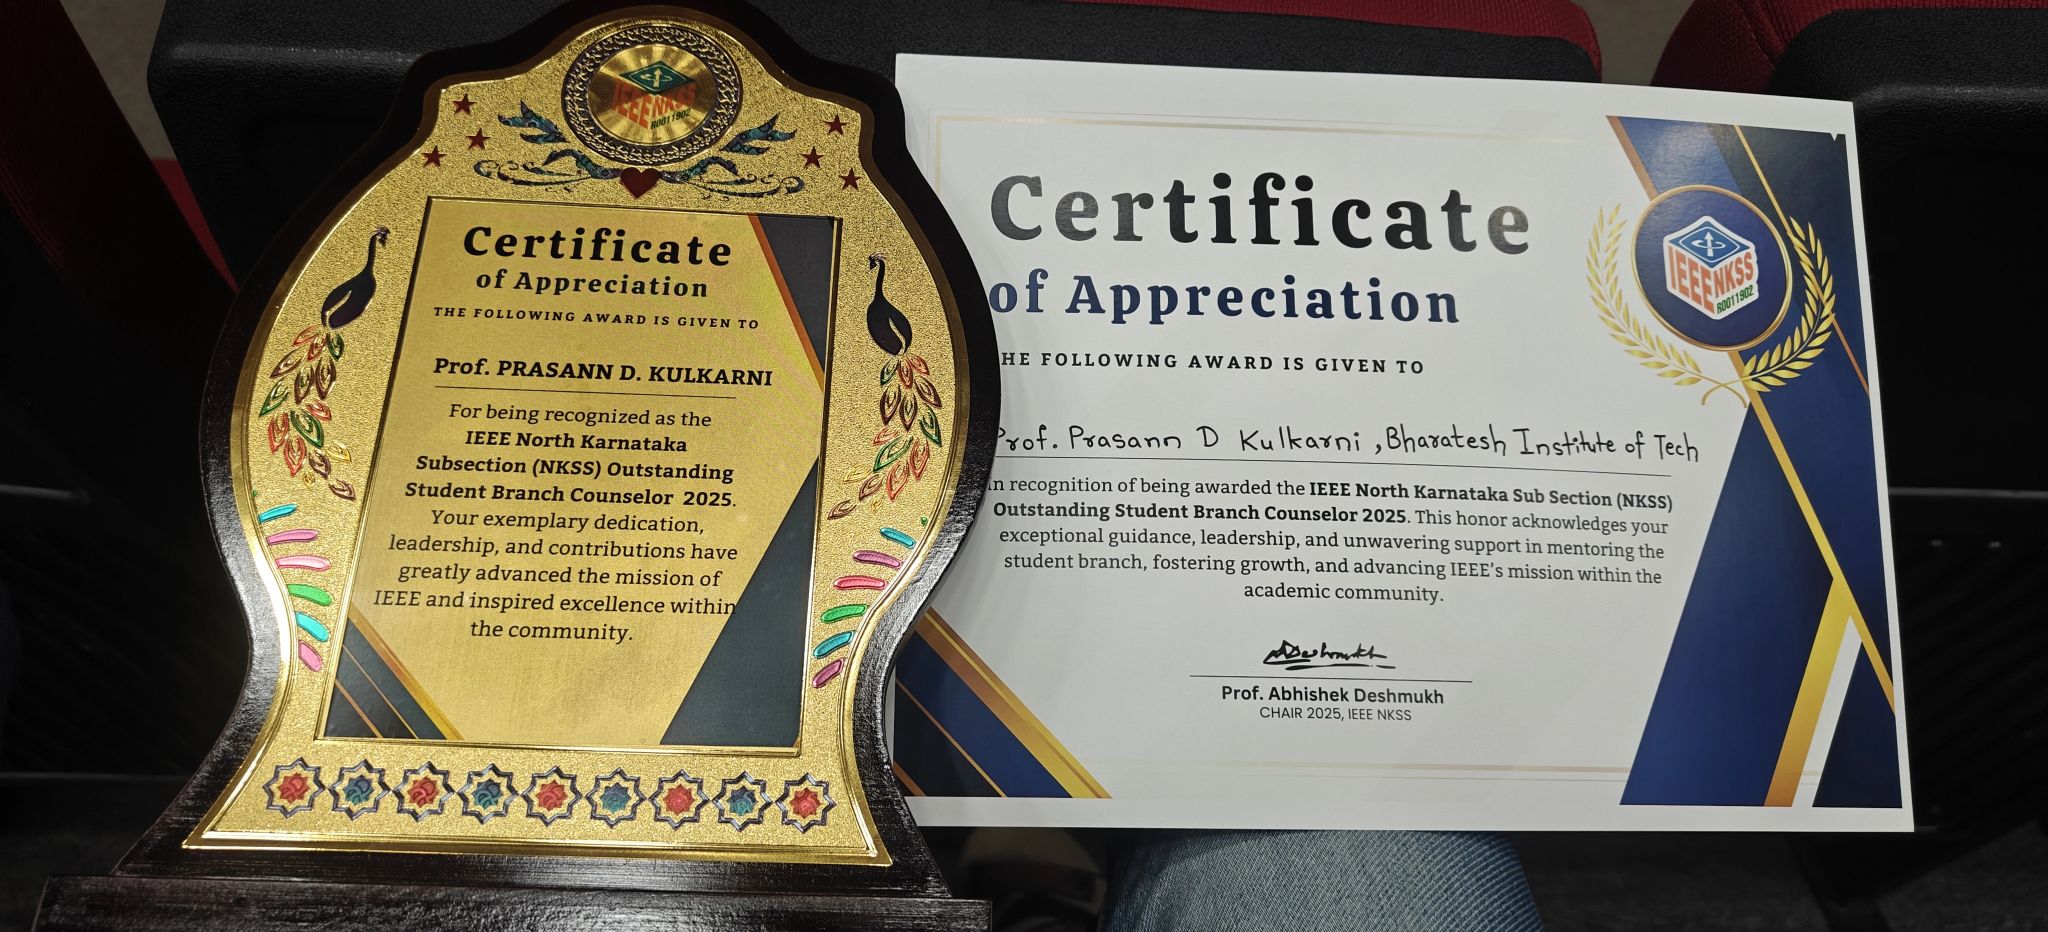 IEEE NKSS
R0011902
Certificate
of Appreciation
THE FOLLOWING AWARD IS GIVEN TO
Prof. PRASANN D. KULKARNI
For being recognized as the
IEEE North Karnataka
Subsection (NKSS) Outstanding
Student Branch Counselor 2025.
Your exemplary dedication,
leadership, and contributions have
greatly advanced the mission of
IEEE and inspired excellence within
the community.
Certificate
of Appreciation
HE FOLLOWING AWARD IS GIVEN TO
Prof. Prasann D Kulkarni , Bharatesh Institute of Tech
In recognition of being awarded the IEEE North Karnataka Sub Section (NKSS)
Outstanding Student Branch Counselor 2025. This honor acknowledges your
exceptional guidance, leadership, and unwavering support in mentoring the
student branch, fostering growth, and advancing IEEE's mission within the
academic community.
ADeshmukh
Prof. Abhishek Deshmukh
CHAIR 2025, IEEE NKSS
IEEE NKSS
R0011902